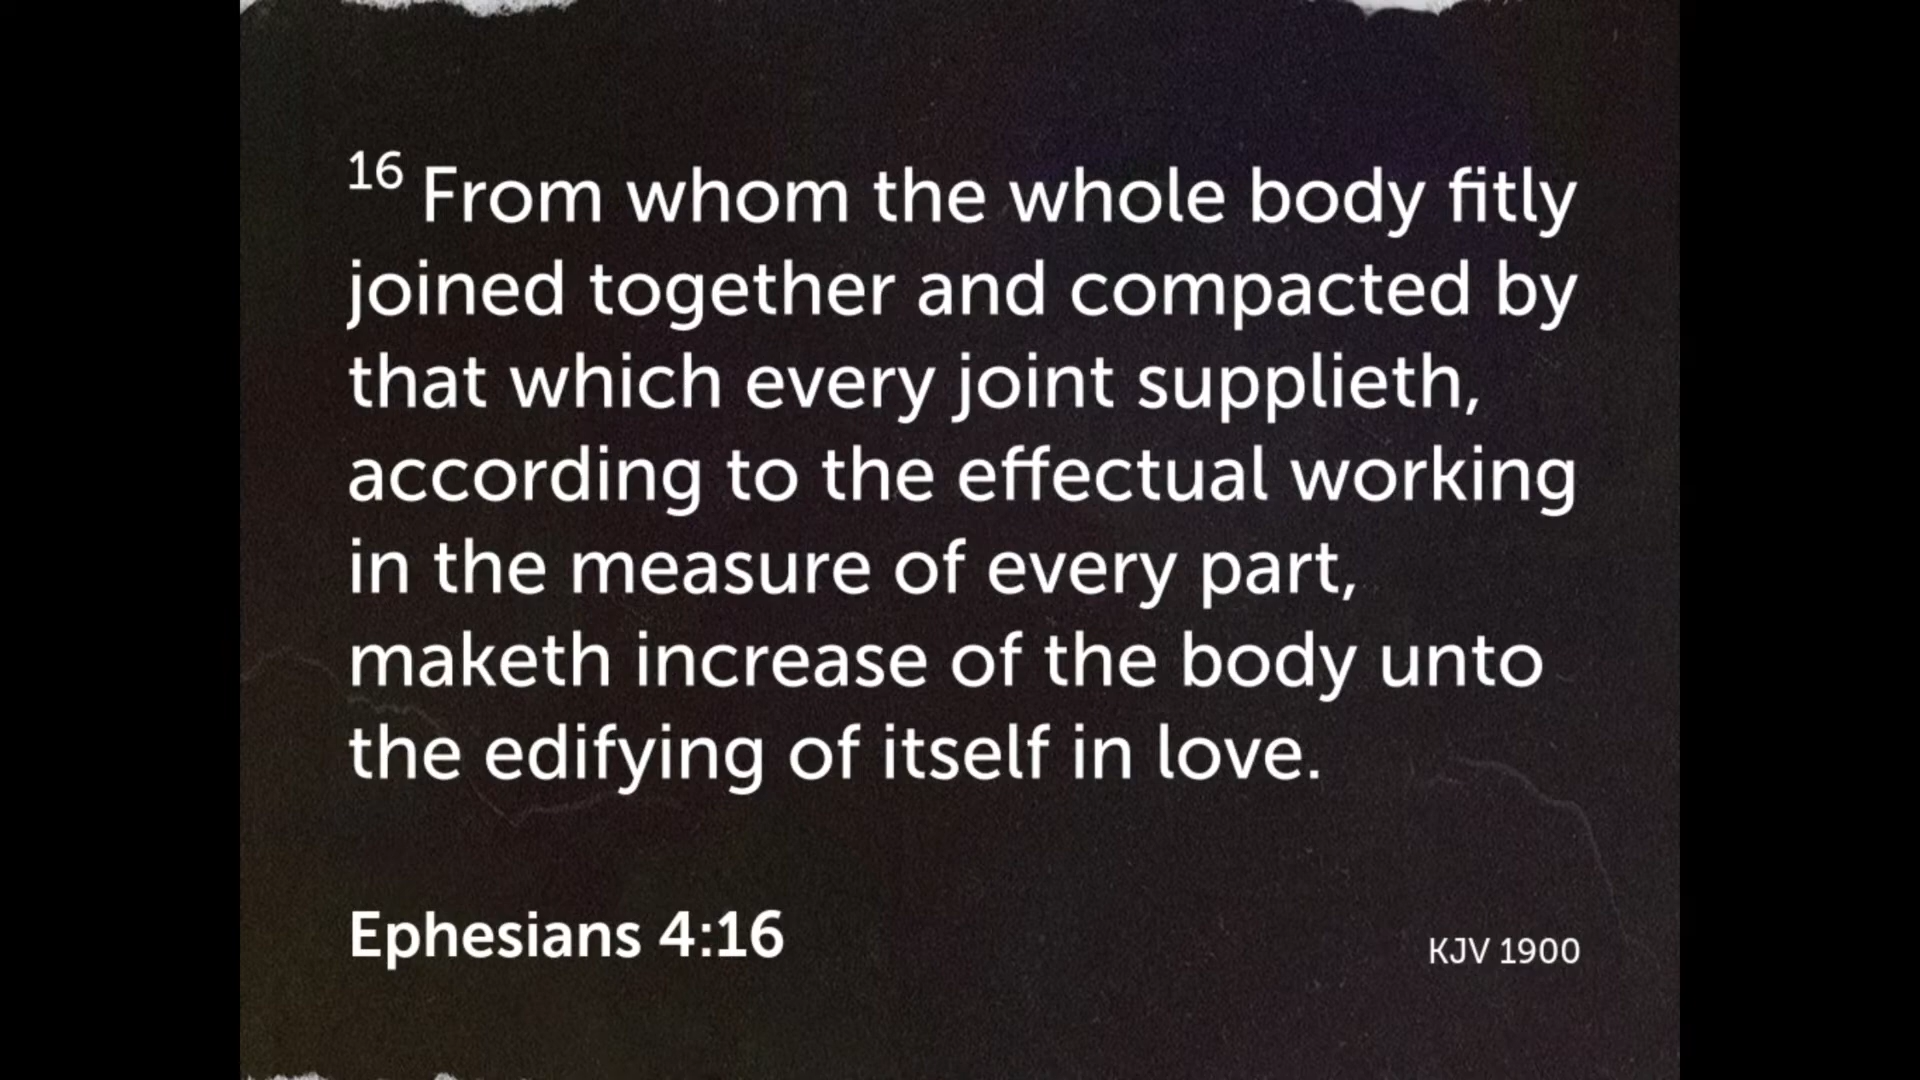 16 From whom the whole body fitly
joined together and compacted by
that which every joint supplieth,
according to the effectual working
in the measure of every part,
maketh increase of the body unto
the edifying of itself in love.
Ephesians 4:16
KJV 1900